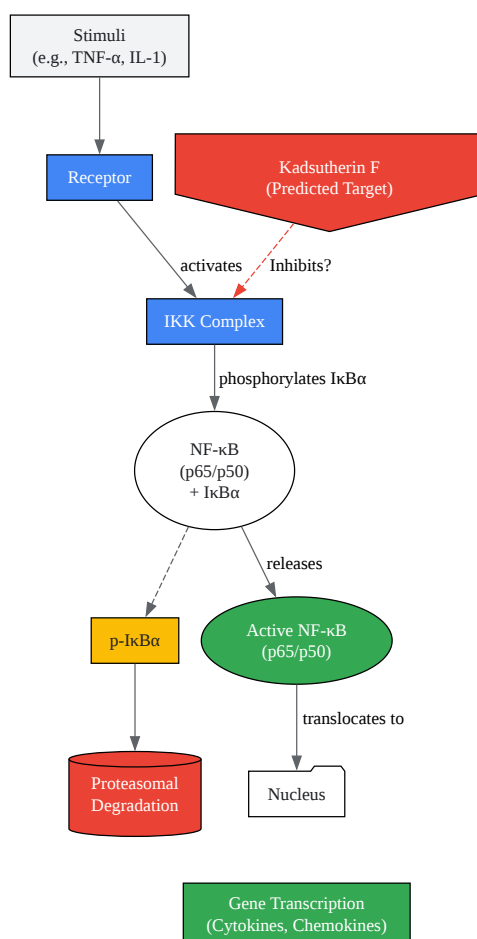 Stimuli
(e.g., TNF-α, IL-1)
Receptor
Kadsutherin F
(Predicted Target)
activates
Inhibits?
IKK Complex
phosphorylates IκBα
NF-κB
(p65/p50)
+ IκBα
releases
p-IκBα
Active NF-κB
(p65/p50)
translocates to
Proteasomal
Degradation
Nucleus
Gene Transcription
(Cytokines, Chemokines)